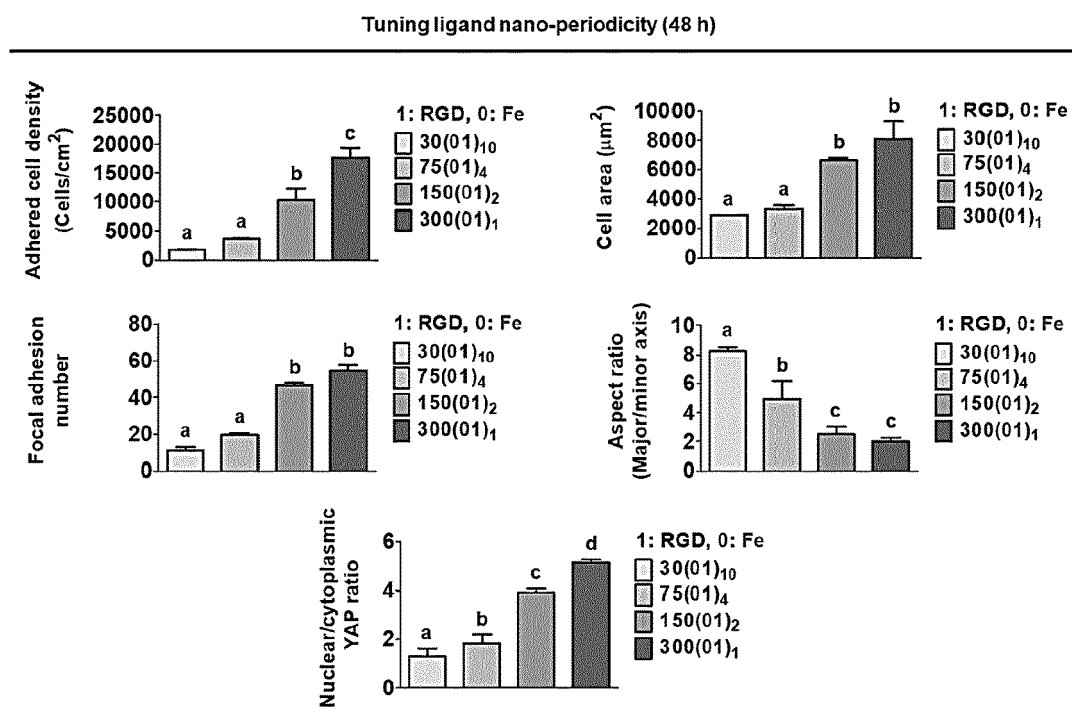 Tuning ligand nano-periodicity (48 h)
Adhered cell density
(Cells/cm²)
25000
20000
15000
10000
5000
0
a
a
b
c
1: RGD, 0: Fe
30(01)₁₀
75(01)₄
150(01)₂
300(01)₁
Cell area (µm²)
10000
8000
6000
4000
2000
0
a
a
b
b
1: RGD, 0: Fe
30(01)₁₀
75(01)₄
150(01)₂
300(01)₁
Focal adhesion
number
80
60
40
20
0
a
a
b
b
1: RGD, 0: Fe
30(01)₁₀
75(01)₄
150(01)₂
300(01)₁
Aspect ratio
(Major/minor axis)
10
8
6
4
2
0
a
b
c
c
1: RGD, 0: Fe
30(01)₁₀
75(01)₄
150(01)₂
300(01)₁
Nuclear/cytoplasmic
YAP ratio
6
4
2
0
a
b
c
d
1: RGD, 0: Fe
30(01)₁₀
75(01)₄
150(01)₂
300(01)₁